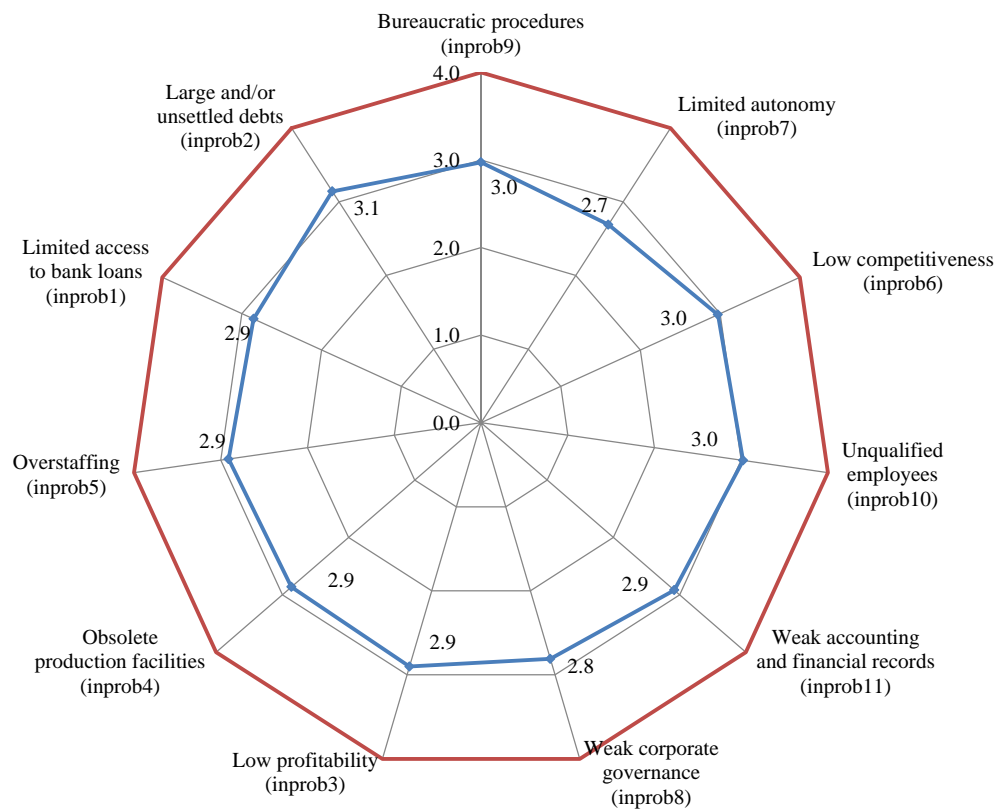 Bureaucratic procedures
(inprob9)
4.0
Large and/or
unsettled debts
(inprob2)
Limited autonomy
(inprob7)
3.0
3.0
3.1
2.7
Limited access
to bank loans
(inprob1)
Low competitiveness
(inprob6)
2.0
2.9
3.0
1.0
0.0
Overstaffing
(inprob5)
2.9
3.0
Unqualified
employees
(inprob10)
2.9
2.9
Obsolete
production facilities
(inprob4)
Weak accounting
and financial records
(inprob11)
2.9
2.8
Low profitability
(inprob3)
Weak corporate
governance
(inprob8)